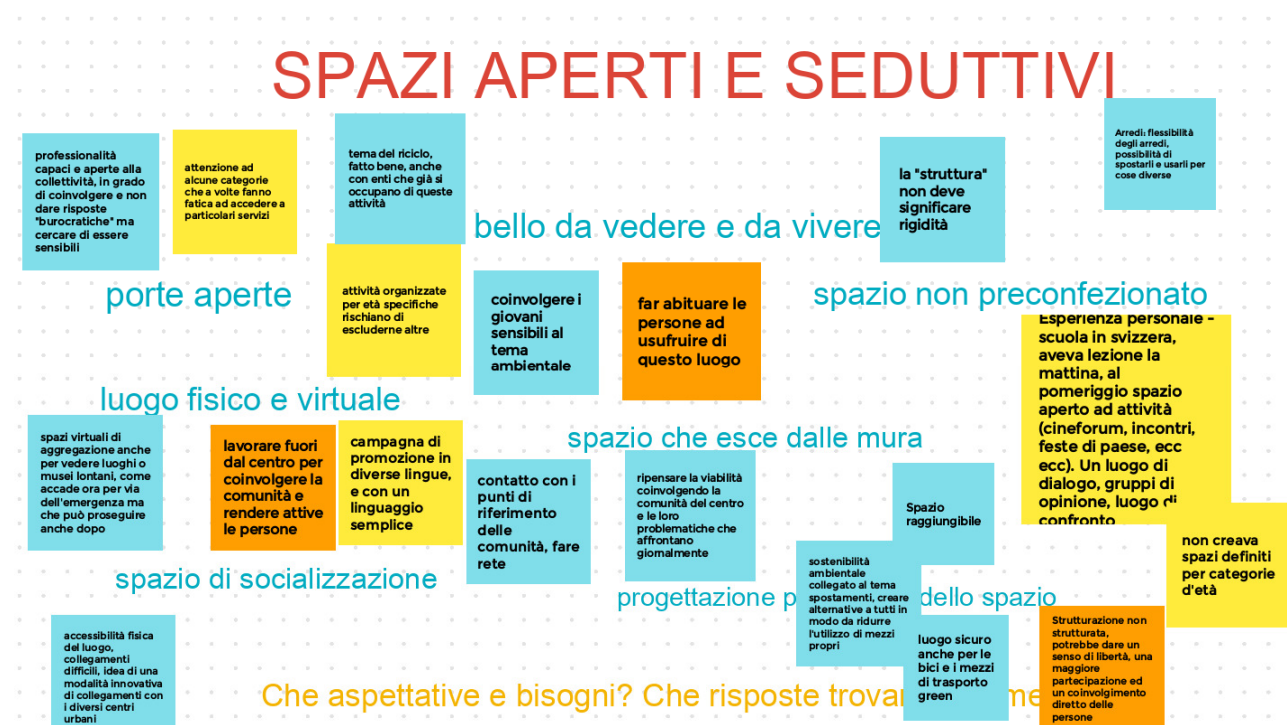 SPAZI APERTI E SEDUTTIVI
professionalità
capaci e aperte alla
collettività, in grado
di coinvolgere e non
dare risposte
"burocratiche" ma
cercare di essere
sensibili
attenzione ad
alcune categorie
che a volte fanno
fatica ad accedere a
particolari servizi
tema del riciclo,
fatto bene, anche
con enti che già si
occupano di queste
attività
la "struttura"
non deve
significare
rigidità
Arredi: flessibilità
degli arredi,
possibilità di
spostarli e usarli per
cose diverse
bello da vedere e da vivere
porte aperte
attività organizzate
per età specifiche
rischiano di
escluderne altre
coinvolgere i
giovani
sensibili al
tema
ambientale
far abituare le
persone ad
usufruire di
questo luogo
spazio non preconfezionato
Esperienza personale -
scuola in svizzera,
aveva lezione la
mattina, al
pomeriggio spazio
aperto ad attività
(cineforum, incontri,
feste di paese, ecc
ecc). Un luogo di
dialogo, gruppi di
opinione, luogo di
confronto
luogo fisico e virtuale
spazi virtuali di
aggregazione anche
per vedere luoghi o
musei lontani, come
accade ora per via
dell'emergenza ma
che può proseguire
anche dopo
lavorare fuori
dal centro per
coinvolgere la
comunità e
rendere attive
le persone
campagna di
promozione in
diverse lingue,
e con un
linguaggio
semplice
contatto con i
punti di
riferimento
delle
comunità, fare
rete
spazio che esce dalle mura
ripensare la viabilità
coinvolgendo la
comunità del centro
e le loro
problematiche che
affrontano
giornalmente
Spazio
raggiungibile
non creava
spazi definiti
per categorie
d'età
spazio di socializzazione
progettazione dello spazio
sostenibilità
ambientale
collegato al tema
spostamenti, creare
alternative a tutti in
modo da ridurre
l'utilizzo di mezzi
propri
luogo sicuro
anche per le
bici e i mezzi
di trasporto
green
Strutturazione non
strutturata,
potrebbe dare un
senso di libertà, una
maggiore
partecipazione ed
un coinvolgimento
diretto delle
persone
accessibilità fisica
del luogo,
collegamenti
difficili, idea di una
modalità innovativa
di collegamenti con
i diversi centri
urbani
Che aspettative e bisogni? Che risposte